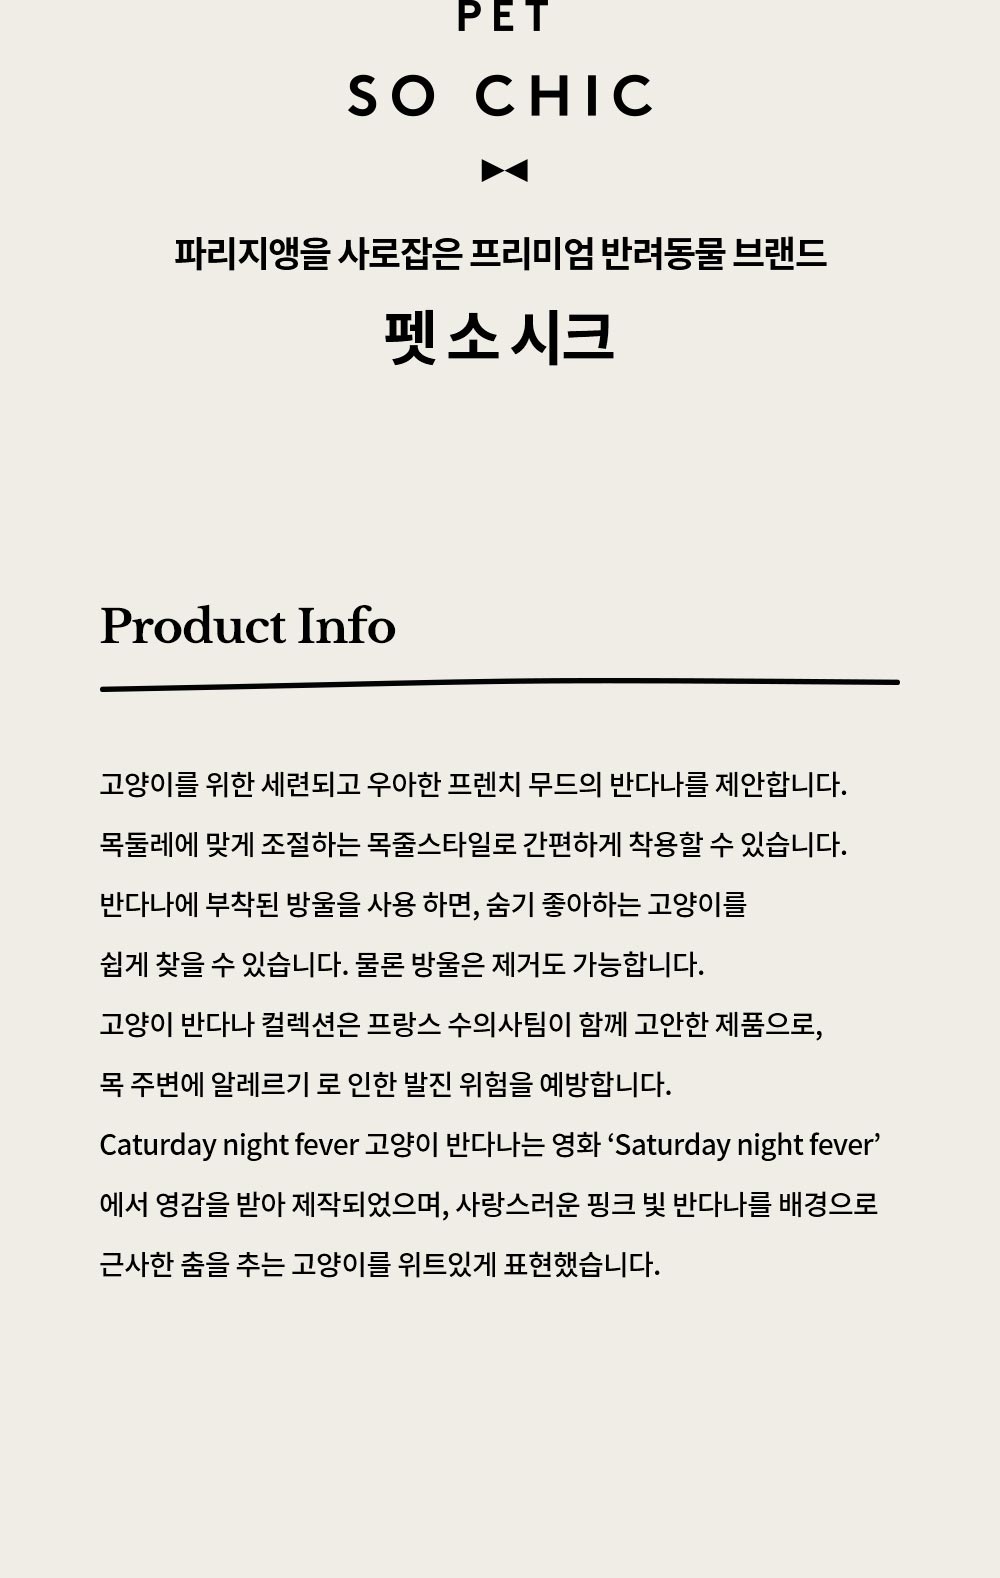 PET
SO CHIC
파리지앵을 사로잡은 프리미엄 반려동물 브랜드
펫 소 시크
Product Info
고양이를 위한 세련되고 우아한 프렌치 무드의 반다나를 제안합니다.
목둘레에 맞게 조절하는 목줄스타일로 간편하게 착용할 수 있습니다.
반다나에 부착된 방울을 사용 하면, 숨기 좋아하는 고양이를
쉽게 찾을 수 있습니다. 물론 방울은 제거도 가능합니다.
고양이 반다나 컬렉션은 프랑스 수의사팀이 함께 고안한 제품으로,
목 주변에 알레르기 로 인한 발진 위험을 예방합니다.
Caturday night fever 고양이 반다나는 영화 ‘Saturday night fever’
에서 영감을 받아 제작되었으며, 사랑스러운 핑크 빛 반다나를 배경으로
근사한 춤을 추는 고양이를 위트있게 표현했습니다.